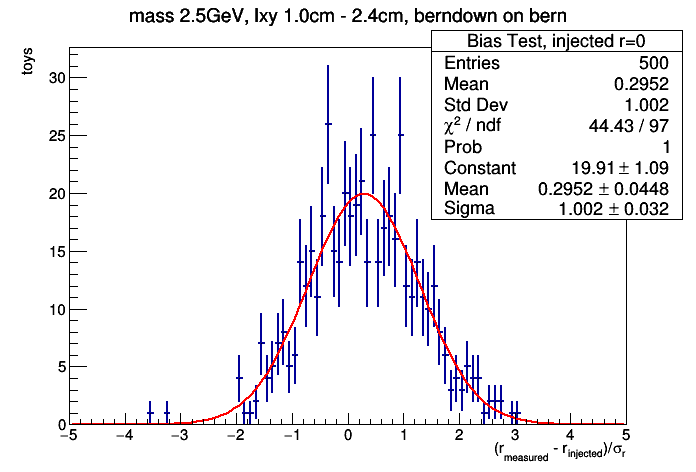 mass 2.5GeV, lxy 1.0cm - 2.4cm, berndown on bern
Bias Test, injected r=0
Entries 500
Mean 0.2952
Std Dev 1.002
χ² / ndf 44.43 / 97
Prob 1
Constant 19.91 ± 1.09
Mean 0.2952 ± 0.0448
Sigma 1.002 ± 0.032
toys
30
25
20
15
10
5
0
−5 −4 −3 −2 −1 0 1 2 3 4 5
(r_measured - r_injected)/σ_r